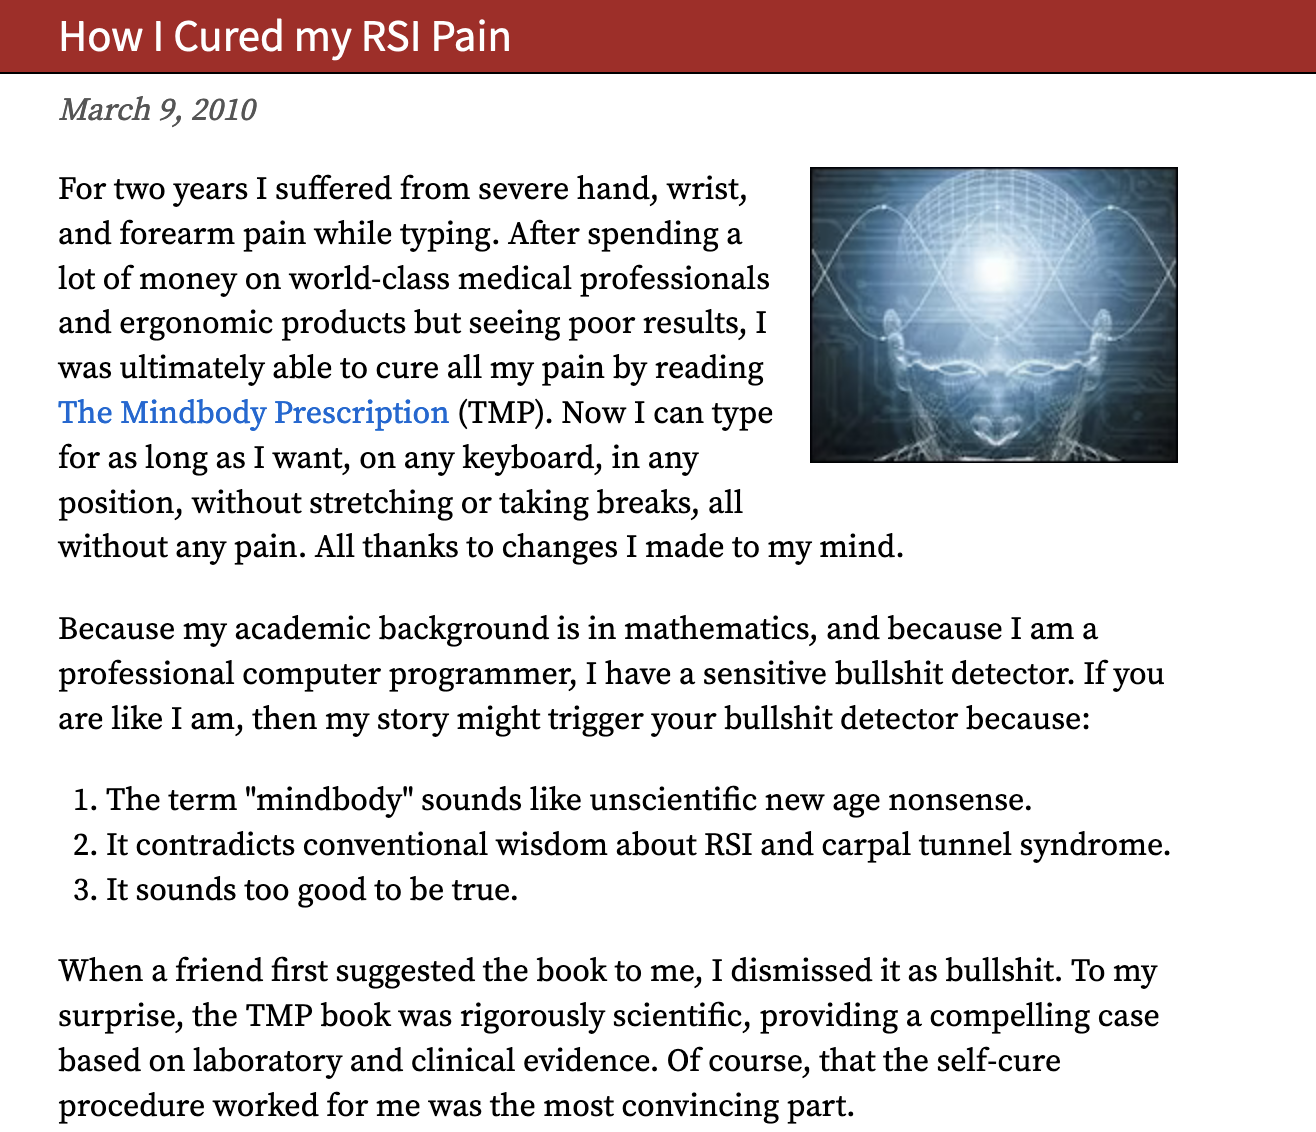 How I Cured my RSI Pain
March 9, 2010
For two years I suffered from severe hand, wrist,
and forearm pain while typing. After spending a
lot of money on world-class medical professionals
and ergonomic products but seeing poor results, I
was ultimately able to cure all my pain by reading
The Mindbody Prescription (TMP). Now I can type
for as long as I want, on any keyboard, in any
position, without stretching or taking breaks, all
without any pain. All thanks to changes I made to my mind.
Because my academic background is in mathematics, and because I am a
professional computer programmer, I have a sensitive bullshit detector. If you
are like I am, then my story might trigger your bullshit detector because:
1. The term "mindbody" sounds like unscientific new age nonsense.
2. It contradicts conventional wisdom about RSI and carpal tunnel syndrome.
3. It sounds too good to be true.
When a friend first suggested the book to me, I dismissed it as bullshit. To my
surprise, the TMP book was rigorously scientific, providing a compelling case
based on laboratory and clinical evidence. Of course, that the self-cure
procedure worked for me was the most convincing part.